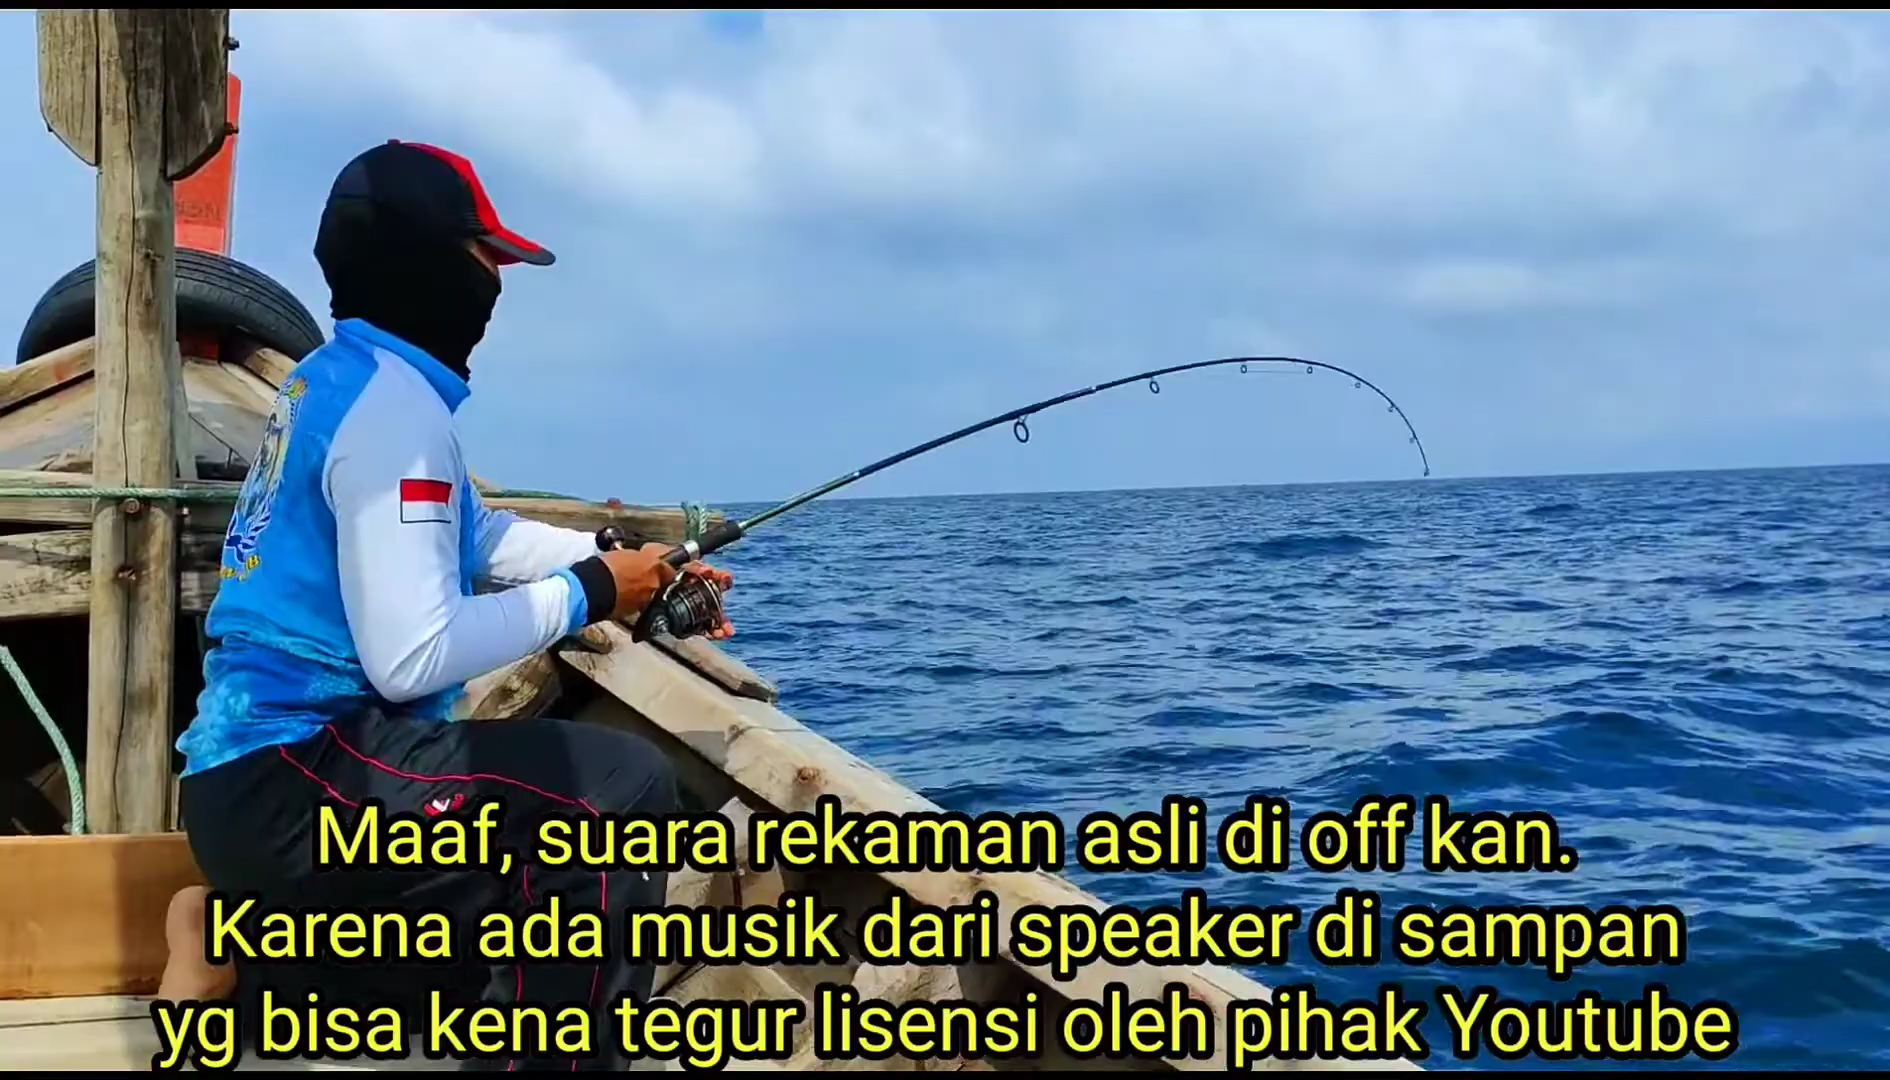 Maaf, suara rekaman asli di off kan.
Karena ada musik dari speaker di sampan
yg bisa kena tegur lisensi oleh pihak Youtube